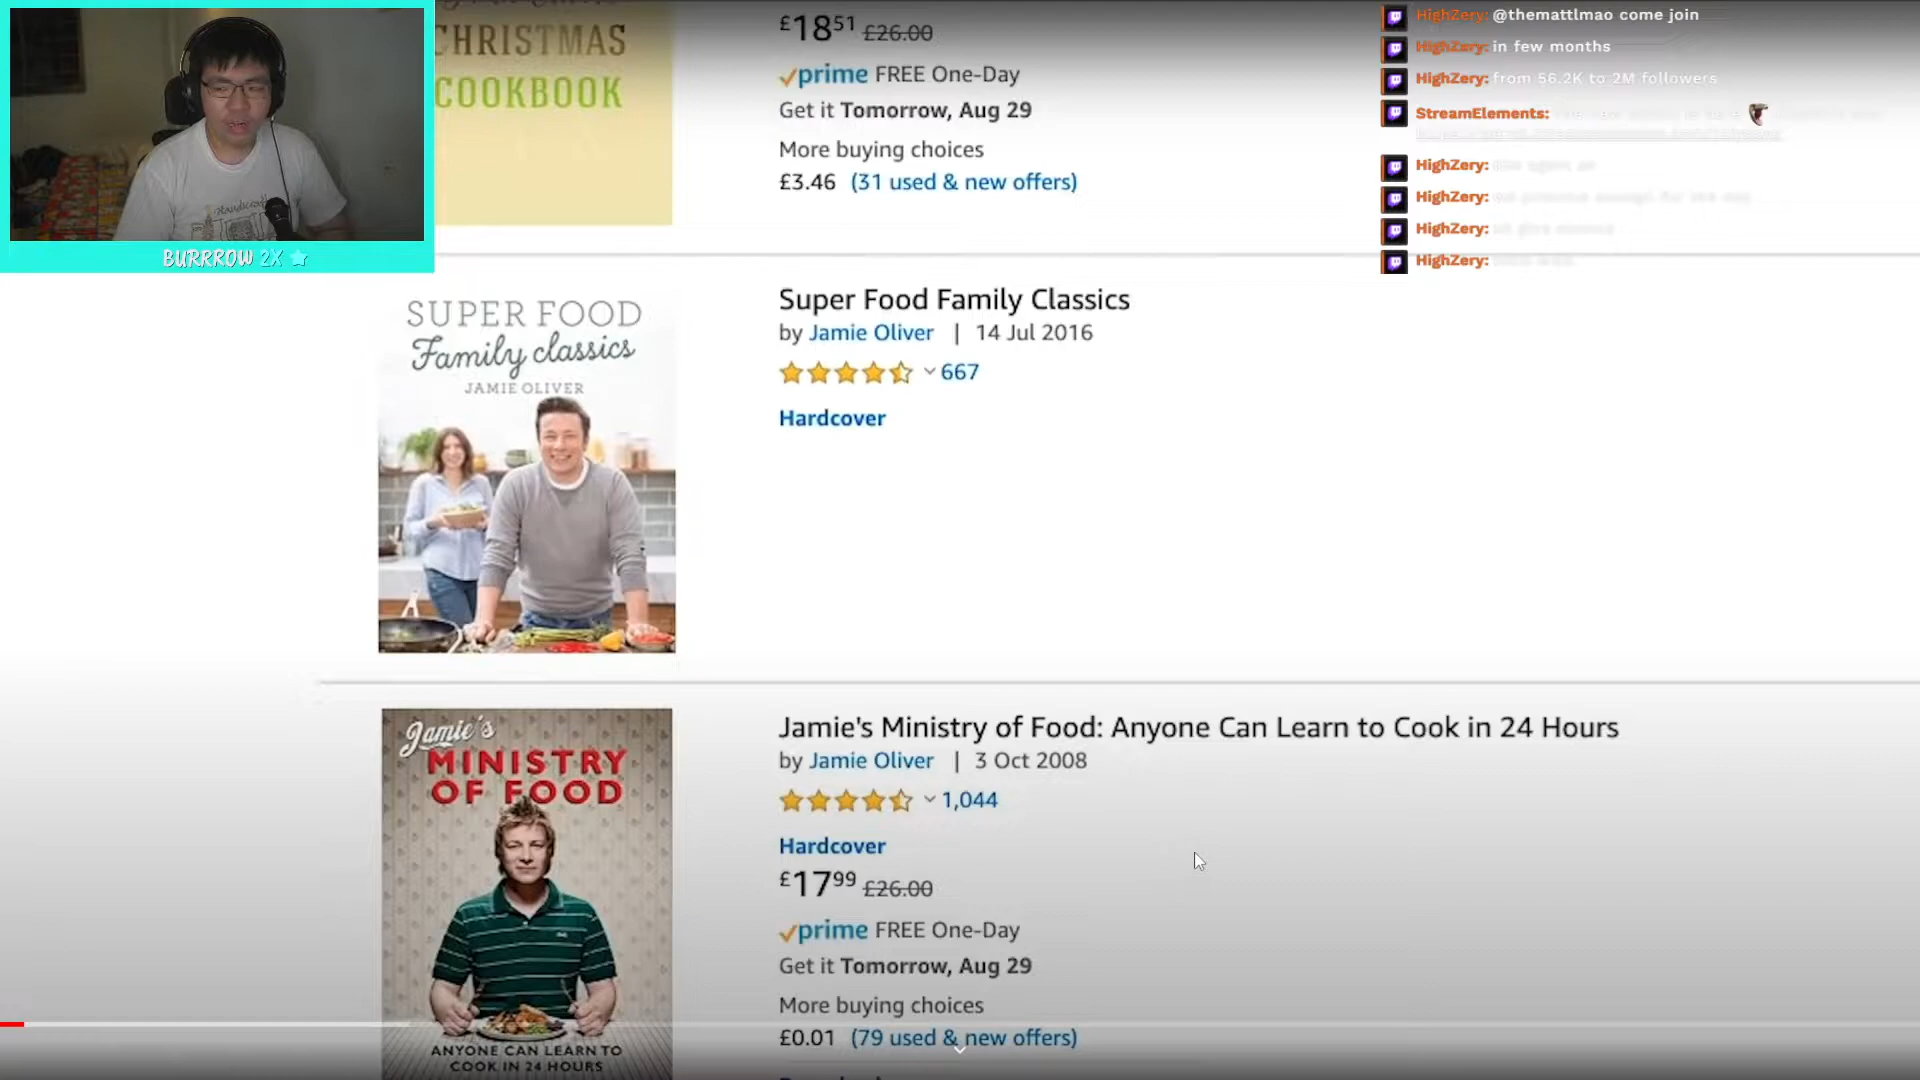 CHRISTMAS
COOKBOOK
£18.51 £26.00
prime FREE One-Day
Get it Tomorrow, Aug 29
More buying choices
£3.46 (31 used & new offers)
BURRROW 2X
HighZery: @themattlmao come join
HighZery: in few months
HighZery: from 56.2K to 2M followers
StreamElements:
HighZery:
HighZery:
HighZery:
HighZery:
SUPER FOOD
Family classics
JAMIE OLIVER
Super Food Family Classics
by Jamie Oliver | 14 Jul 2016
667
Hardcover
Jamie's
MINISTRY
OF FOOD
ANYONE CAN LEARN TO
COOK IN 24 HOURS
Jamie's Ministry of Food: Anyone Can Learn to Cook in 24 Hours
by Jamie Oliver | 3 Oct 2008
1,044
Hardcover
£17.99 £26.00
prime FREE One-Day
Get it Tomorrow, Aug 29
More buying choices
£0.01 (79 used & new offers)